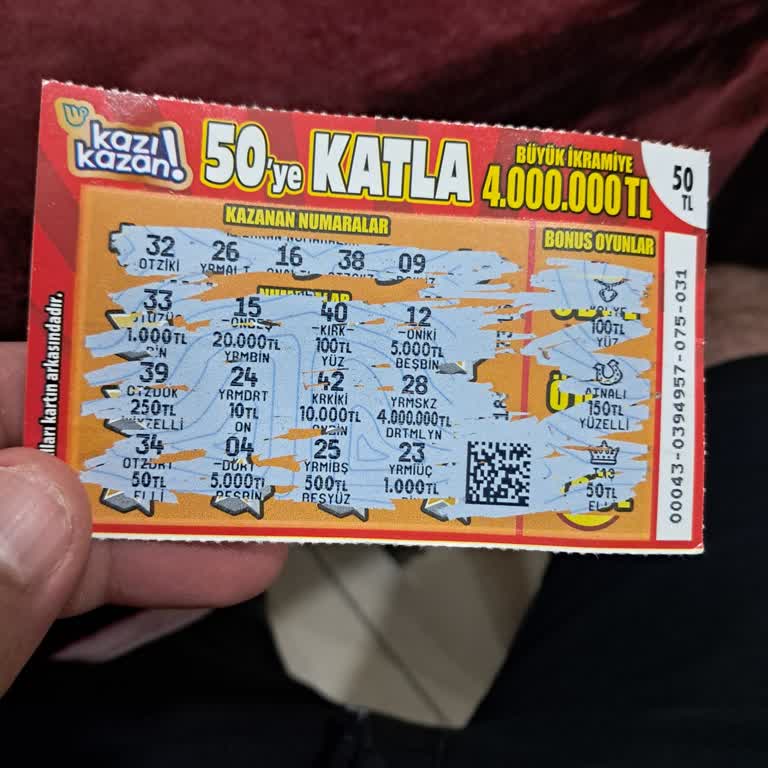 kazı kazan!
50'ye KATLA
BÜYÜK İKRAMİYE
4.000.000 TL
50 TL
KAZANAN NUMARALAR
32 26 16 38 09
OTZİKİ
BONUS OYUNLAR
33 15 40 12
KIRK ONİKİ
1.000TL 20.000TL 100TL 5.000TL
YRMBİN YÜZ BEŞBİN
39 24 42 28
YRMDRT KRKİKİ YRMSKZ
250TL 10TL 10.000TL 4.000.000TL
ON DRTMLYN
34 04 25 23
YRMİBŞ YRMİÜÇ
50TL 5.000TL 500TL 1.000TL
ELLİ BEŞBİN BEŞYÜZ
100TL
YÜZ
150TL
YÜZELLİ
50TL
00043-0394957-075-031
kartın arkasındadır.